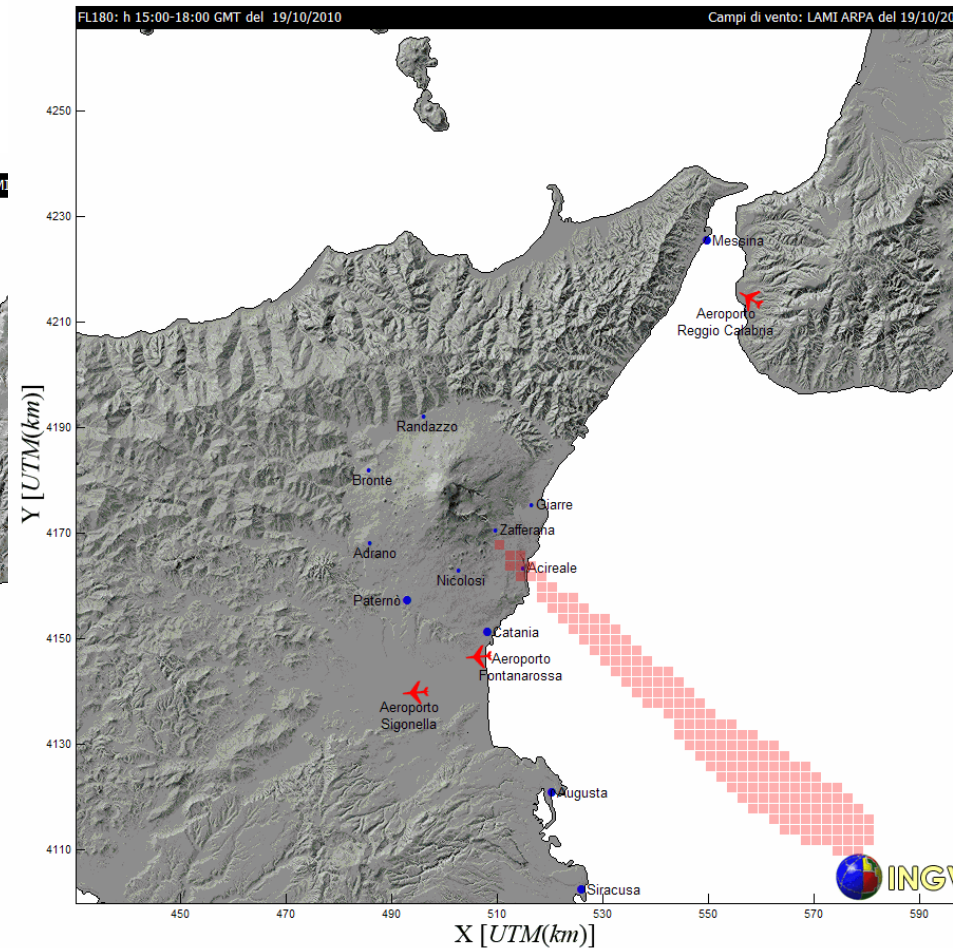 FL180: h 15:00-18:00 GMT del 19/10/2010
Campi di vento: LAMI ARPA del 19/10/20
4250
4230
Messina
4210
Aeroporto
Reggio Calabria
Y [UTM(km)]
4190
Randazzo
Bronte
Giarre
4170
Zafferana
Adrano
Acireale
Nicolosi
Paternò
4150
Catania
Aeroporto
Fontanarossa
Aeroporto
Sigonella
4130
Augusta
4110
INGV
Siracusa
450 470 490 510 530 550 570 590
X [UTM(km)]